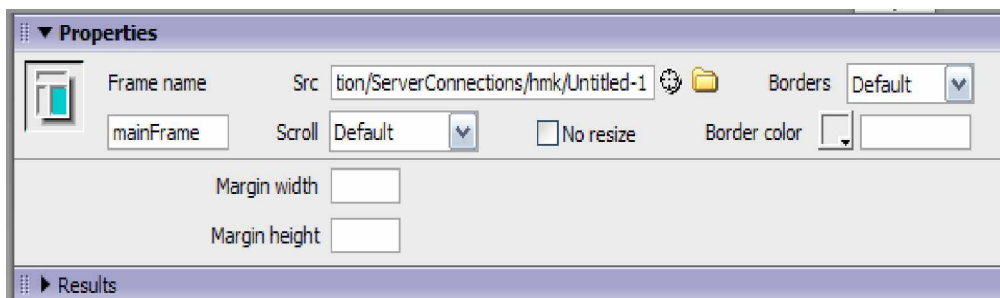 Properties
Frame name Src tion/ServerConnections/hmk/Untitled-1 Borders Default
mainFrame Scroll Default No resize Border color
Margin width
Margin height
Results